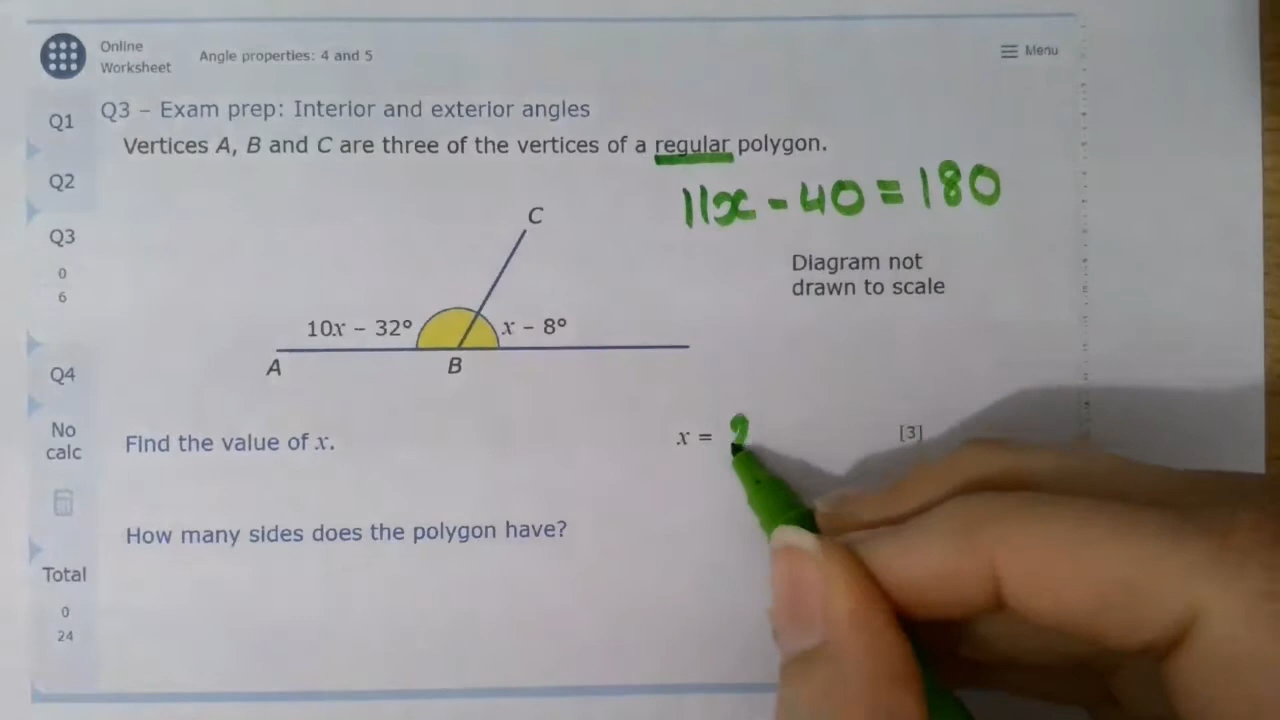 Online
Worksheet
Angle properties: 4 and 5
Menu
Q1
Q3 – Exam prep: Interior and exterior angles
Vertices A, B and C are three of the vertices of a regular polygon.
Q2
11x - 40 = 180
C
Q3
Diagram not
drawn to scale
0
6
10x – 32°
x – 8°
A
B
Q4
Find the value of x.
x =
[3]
No
calc
How many sides does the polygon have?
Total
0
24